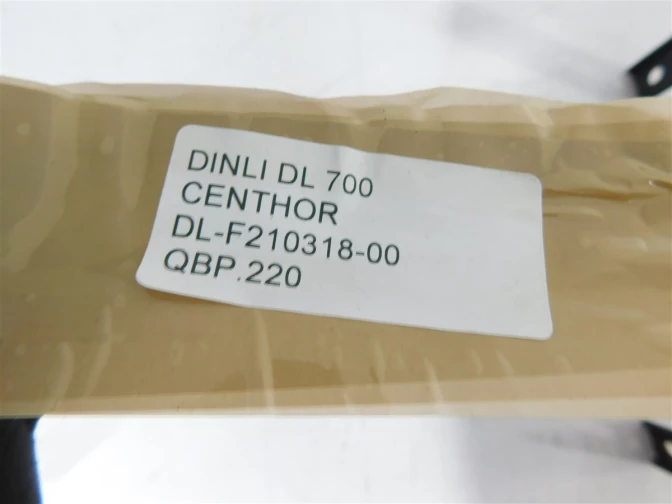 DINLI DL 700
CENTHOR
DL-F210318-00
QBP.220